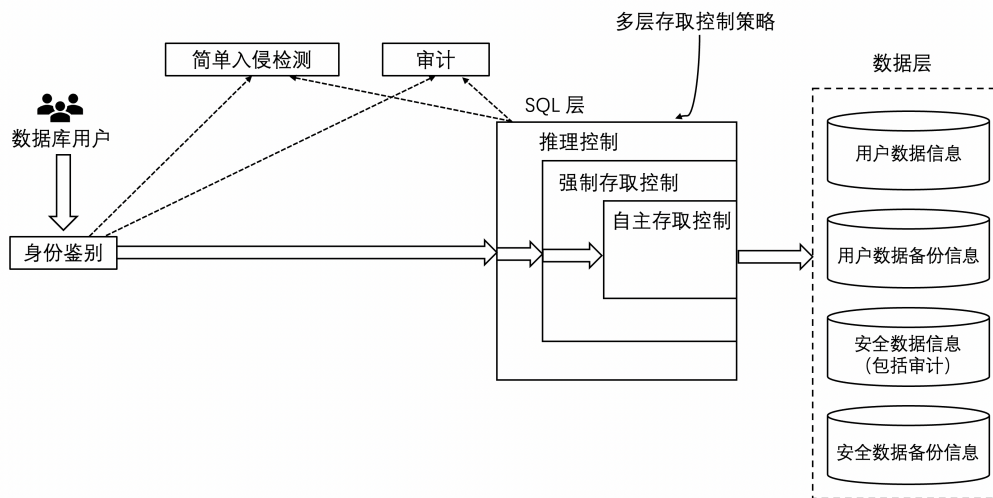 多层存取控制策略
简单入侵检测
审计
数据层
SQL 层
数据库用户
推理控制
用户数据信息
强制存取控制
自主存取控制
身份鉴别
用户数据备份信息
安全数据信息
（包括审计）
安全数据备份信息